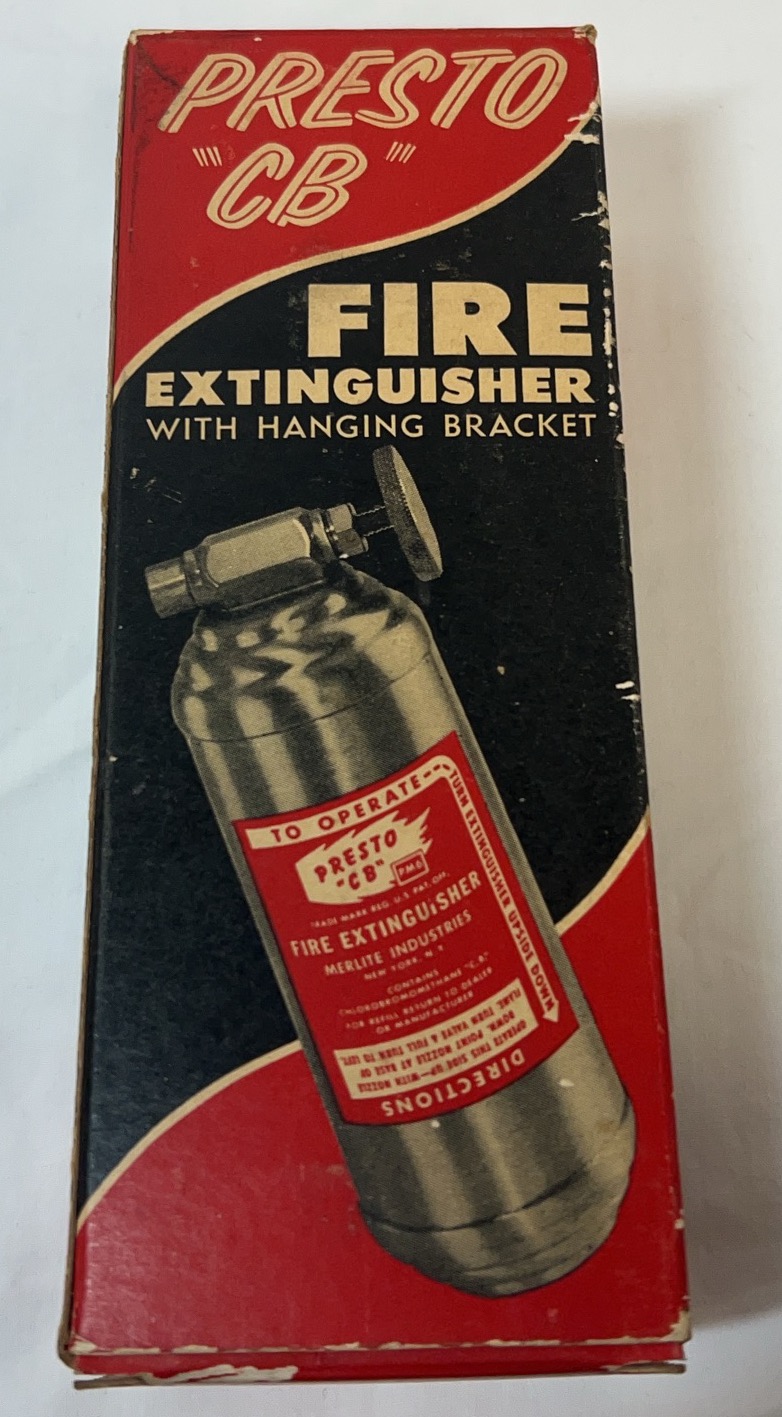 PRESTO
"CB"
FIRE
EXTINGUISHER
WITH HANGING BRACKET
TO OPERATE--
TURN EXTINGUISHER UPSIDE DOWN
PRESTO
"CB"
TRADE MARK REG. U.S. PAT. OFF.
FIRE EXTINGUiSHER
MERLITE INDUSTRIES
NEW YORK, N.Y.
CONTAINS
CHLOROBROMOMETHANE "C.B."
FOR REFILL RETURN TO DEALER
OR MANUFACTURER
DIRECTIONS
OPERATE THIS SIDE UP—WITH NOZZLE
DOWN. POINT NOZZLE AT BASE OF
FLAME. TURN VALVE A FULL TURN TO LEFT.